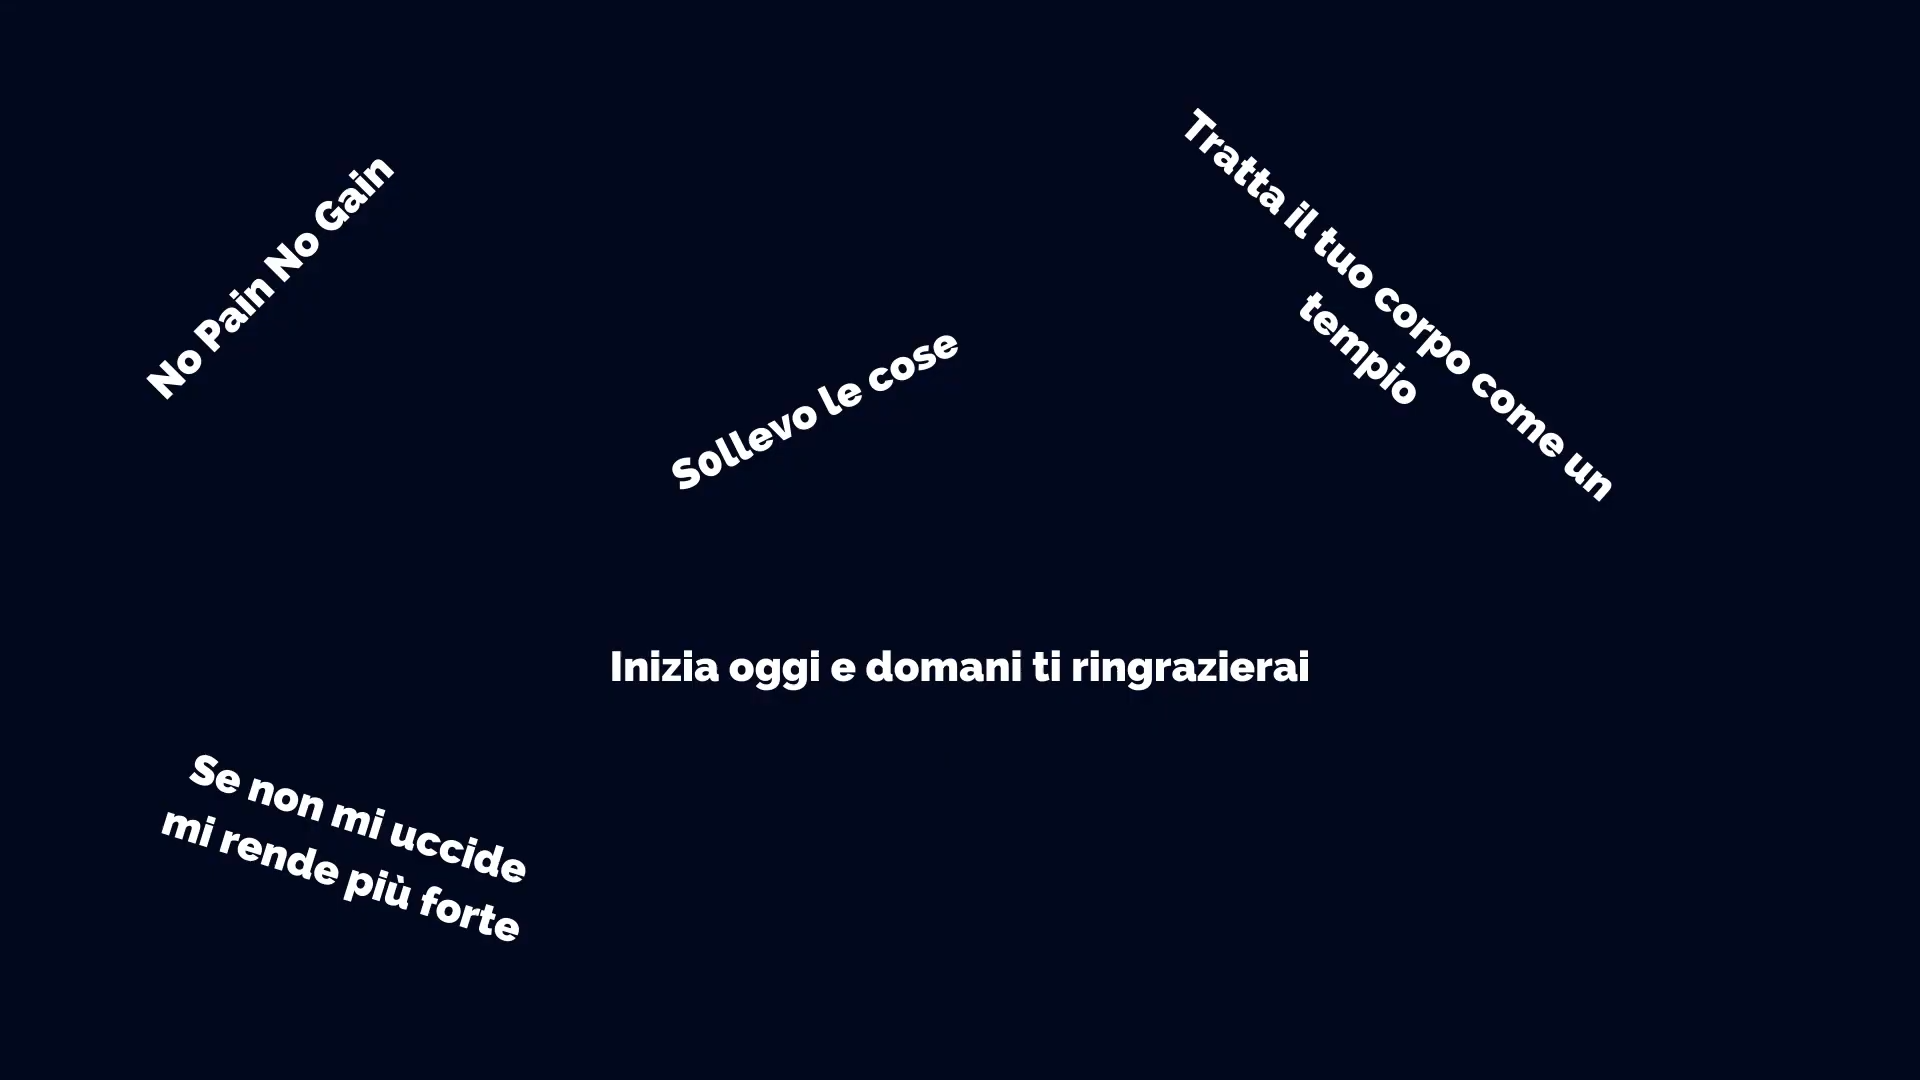 No Pain No Gain
Sollevo le cose
Tratta il tuo corpo come un
tempio
Inizia oggi e domani ti ringrazierai
Se non mi uccide
mi rende più forte